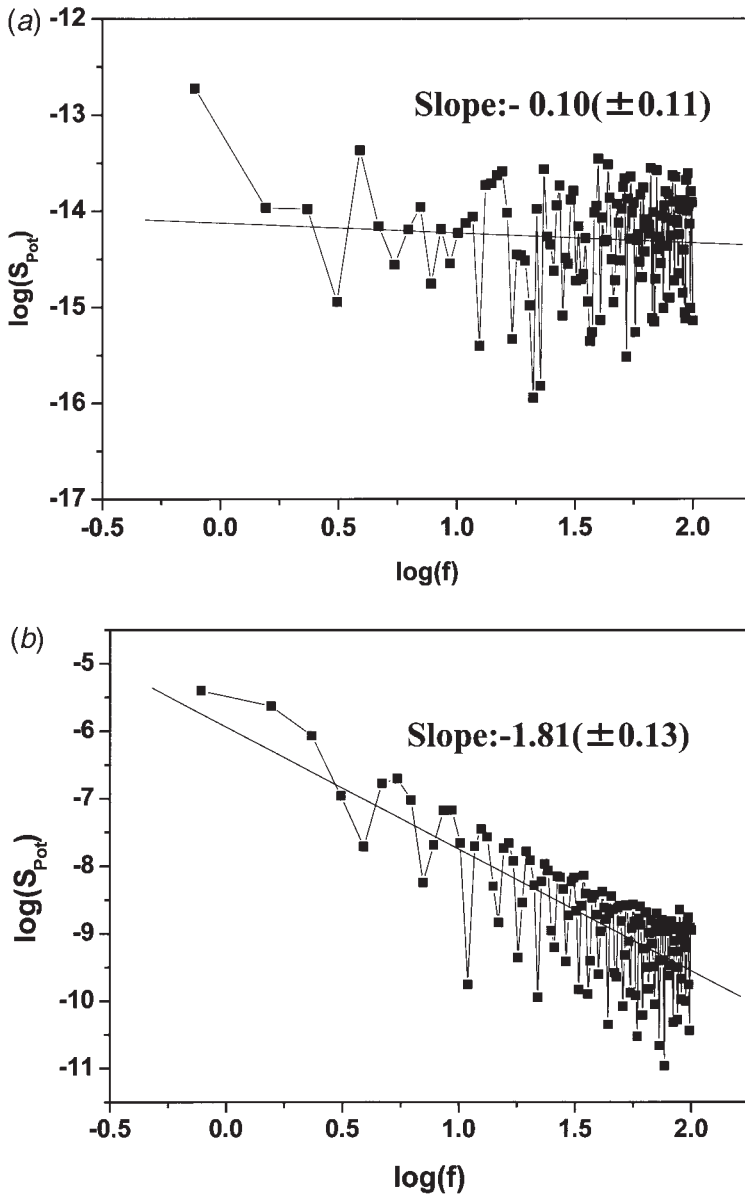 (a)
-12
-13
-14
-15
-16
-17
log(S_Pot)
Slope:- 0.10(±0.11)
-0.5 0.0 0.5 1.0 1.5 2.0
log(f)
(b)
-5
-6
-7
-8
-9
-10
-11
log(S_Pot)
Slope:-1.81(±0.13)
-0.5 0.0 0.5 1.0 1.5 2.0
log(f)